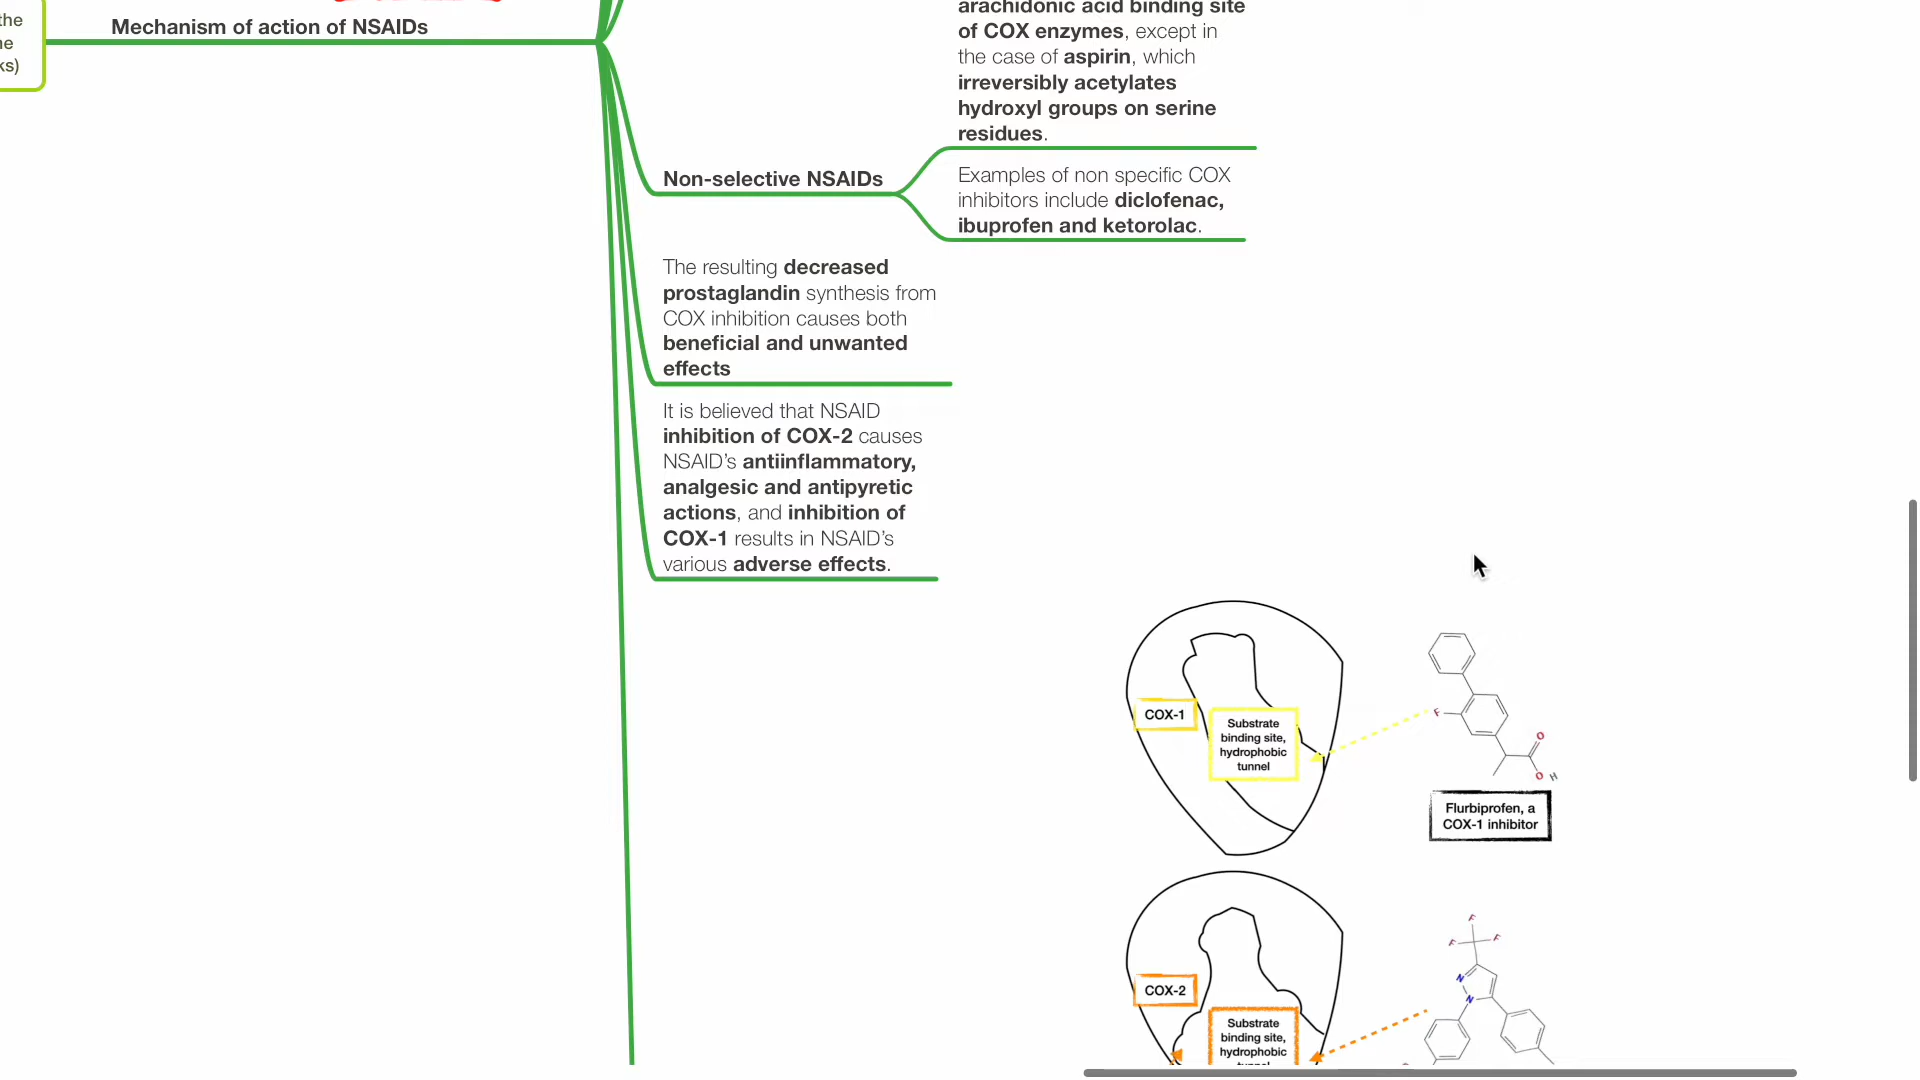 the
ne
ks)
Mechanism of action of NSAIDs
arachidonic acid binding site
of COX enzymes, except in
the case of aspirin, which
irreversibly acetylates
hydroxyl groups on serine
residues.
Non-selective NSAIDs
Examples of non specific COX
inhibitors include diclofenac,
ibuprofen and ketorolac.
The resulting decreased
prostaglandin synthesis from
COX inhibition causes both
beneficial and unwanted
effects
It is believed that NSAID
inhibition of COX-2 causes
NSAID’s antiinflammatory,
analgesic and antipyretic
actions, and inhibition of
COX-1 results in NSAID’s
various adverse effects.
COX-1
Substrate
binding site,
hydrophobic
tunnel
F
O
O H
Flurbiprofen, a
COX-1 inhibitor
COX-2
Substrate
binding site,
hydrophobic
tunnel
F
F F
N
N